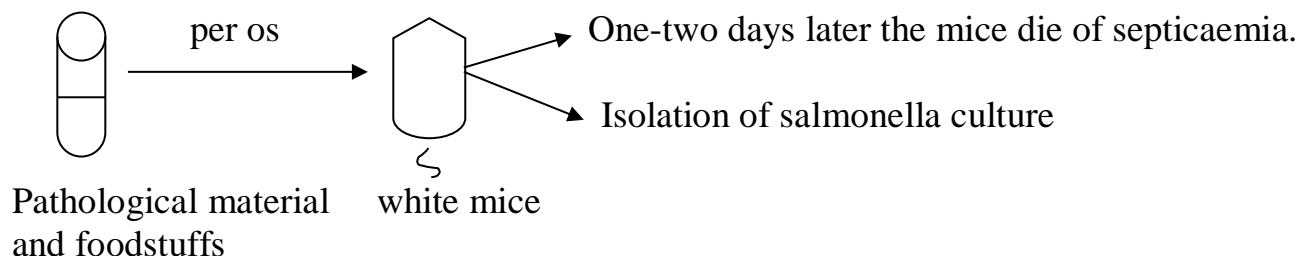 per os
One-two days later the mice die of septicaemia.
Isolation of salmonella culture
Pathological material
and foodstuffs
white mice